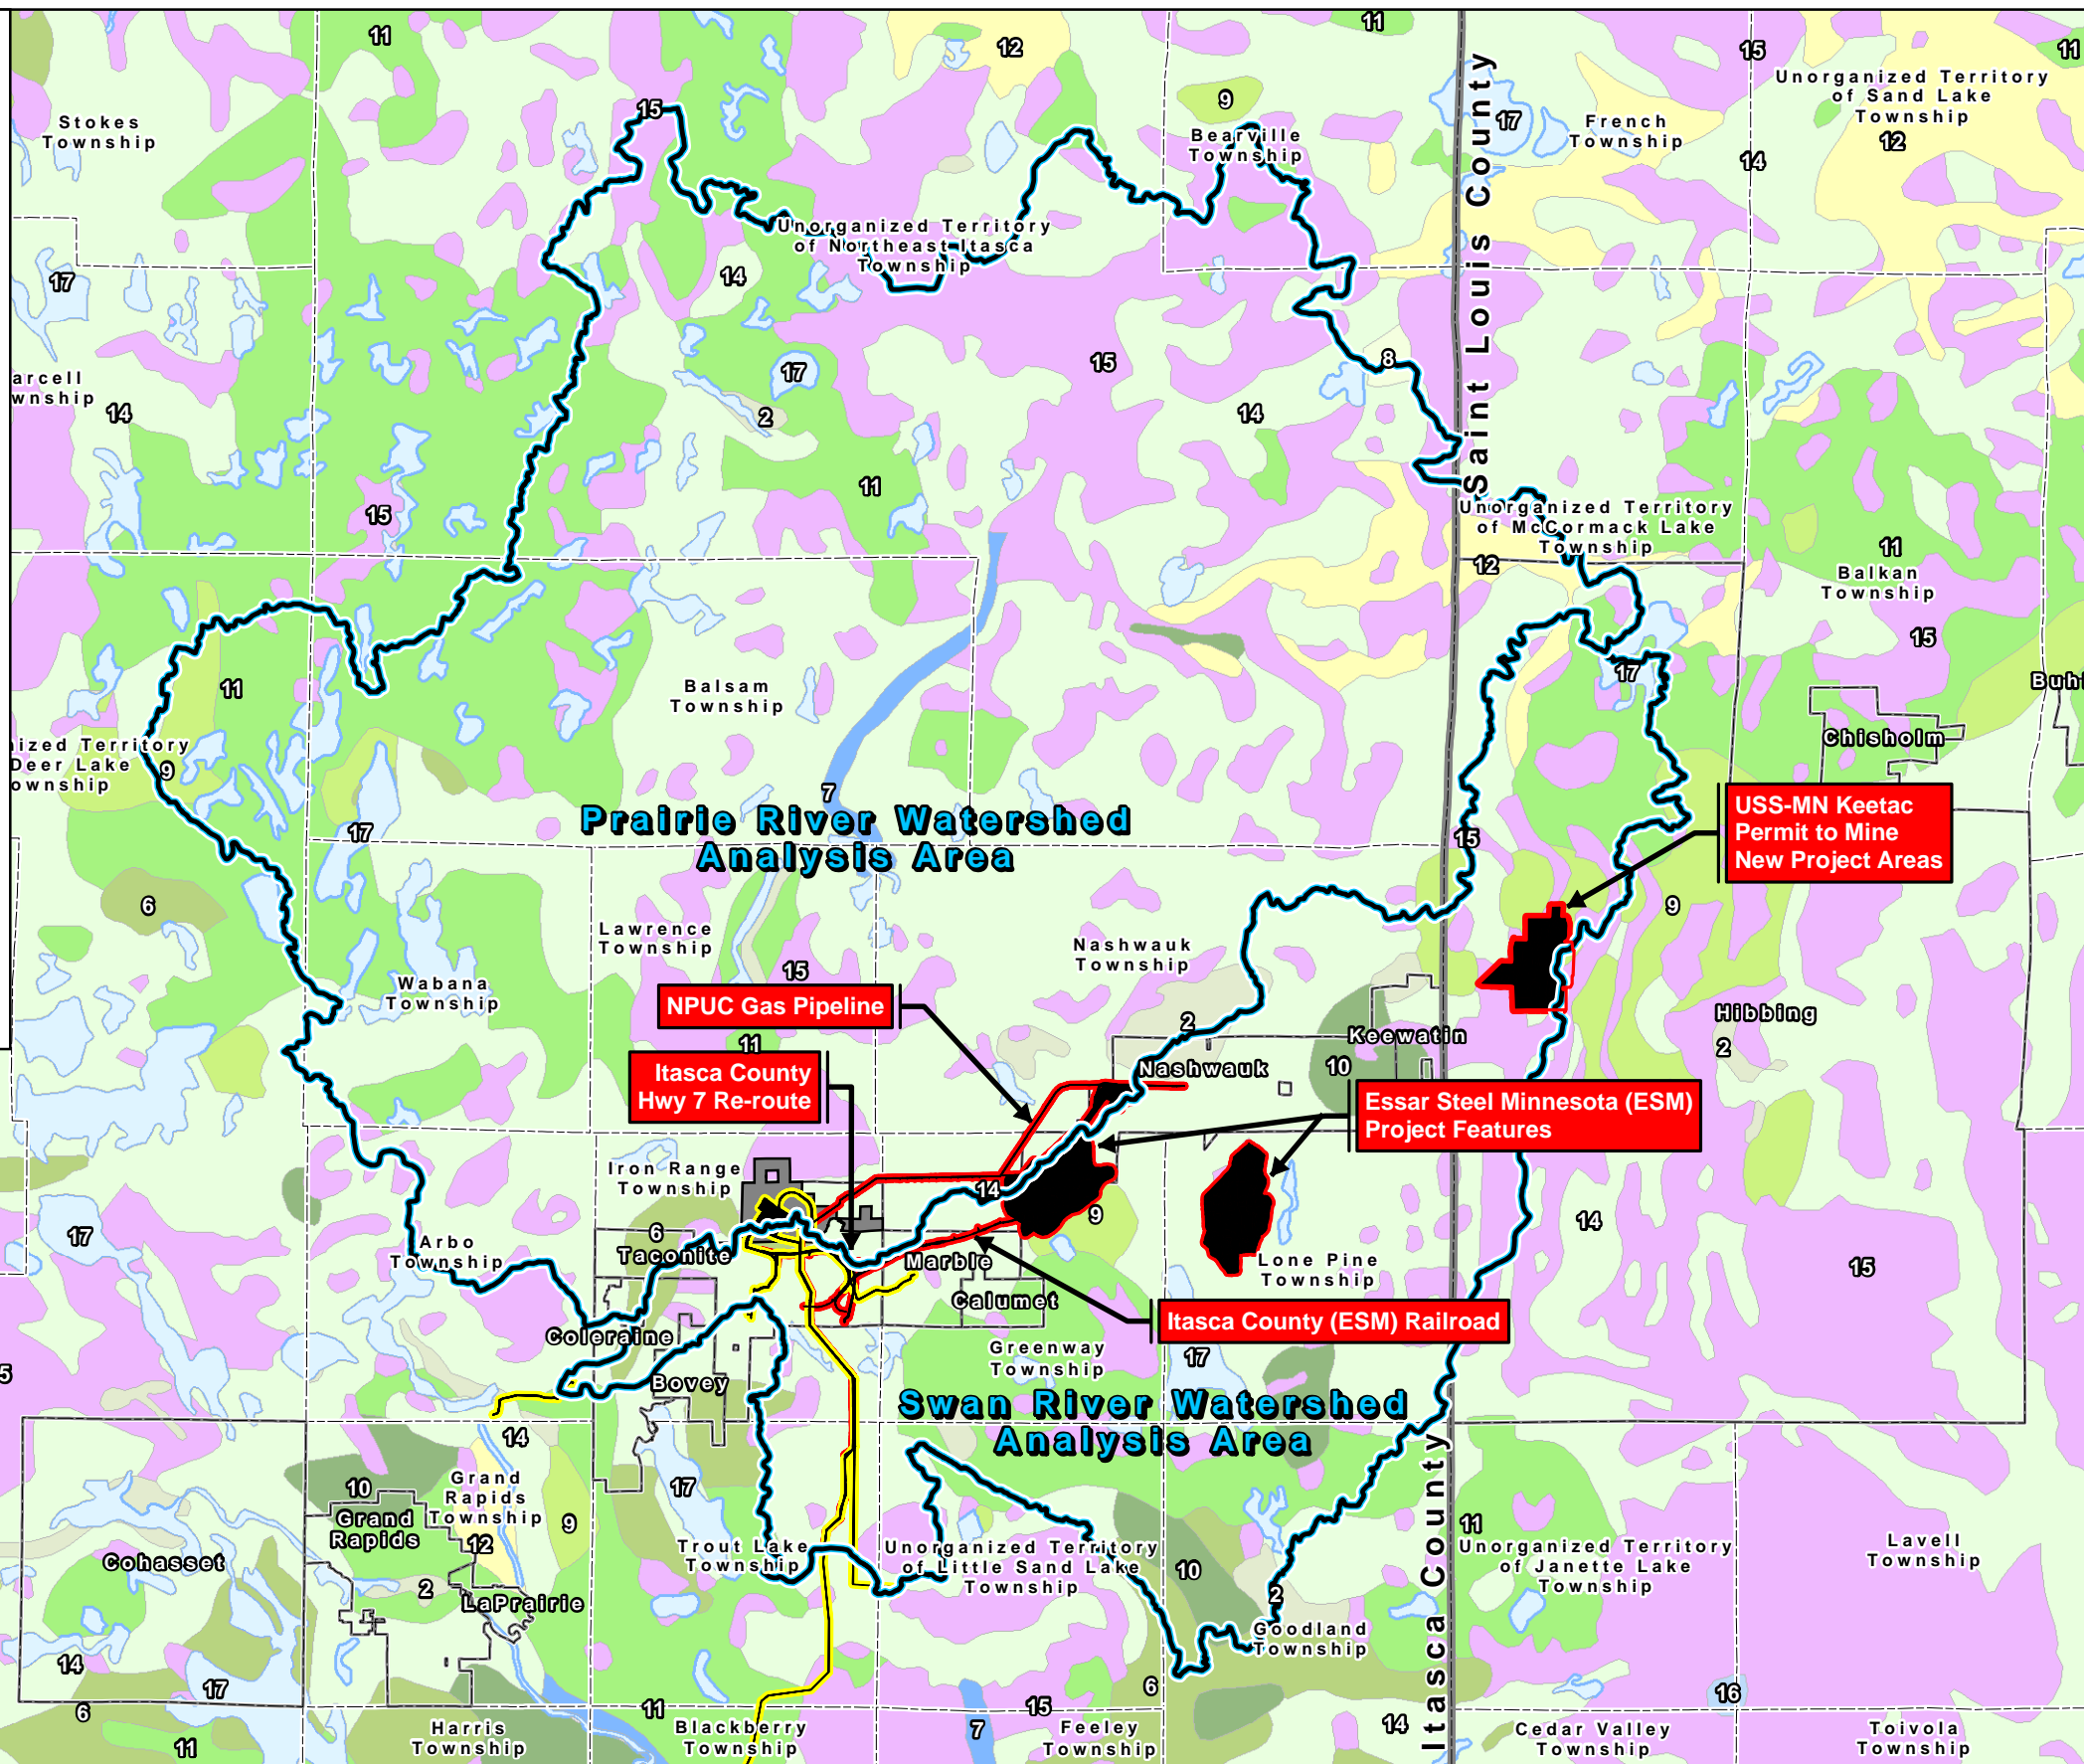 11
12
11
15
11
Unorganized Territory
of Sand Lake
Township
12
Stokes
Township
15
9
Bearville
Township
17
French
Township
14
Saint Louis County
Unorganized Territory
of Northeast Itasca
Township
14
17
17
15
8
arcell
wnship
14
2
14
11
15
Unorganized Territory
of McCormack Lake
Township
12
11
Balkan
Township
15
11
Balsam
Township
17
Buhl
ized Territory
Deer Lake
ownship
9
Chisholm
7
Prairie River Watershed
Analysis Area
17
15
USS-MN Keetac
Permit to Mine
New Project Areas
6
9
Lawrence
Township
15
Nashwauk
Township
Wabana
Township
NPUC Gas Pipeline
2
Hibbing
2
Keewatin
11
Itasca County
Hwy 7 Re-route
Nashwauk
10
Essar Steel Minnesota (ESM)
Project Features
Iron Range
Township
14
9
14
17
Arbo
Township
6
Taconite
Marble
Lone Pine
Township
15
Calumet
Itasca County (ESM) Railroad
Coleraine
Greenway
Township
17
5
Bovey
Swan River Watershed
Analysis Area
14
Itasca County
10
Grand
Rapids
Township
17
Grand
Rapids
9
12
11
Cohasset
Trout Lake
Township
Unorganized Territory
of Little Sand Lake
Township
10
Unorganized Territory
of Janette Lake
Township
Lavell
Township
2
LaPrairie
2
Goodland
Township
14
17
6
16
6
11
15
11
Harris
Township
Blackberry
Township
7
Feeley
Township
14
Cedar Valley
Township
Toivola
Township